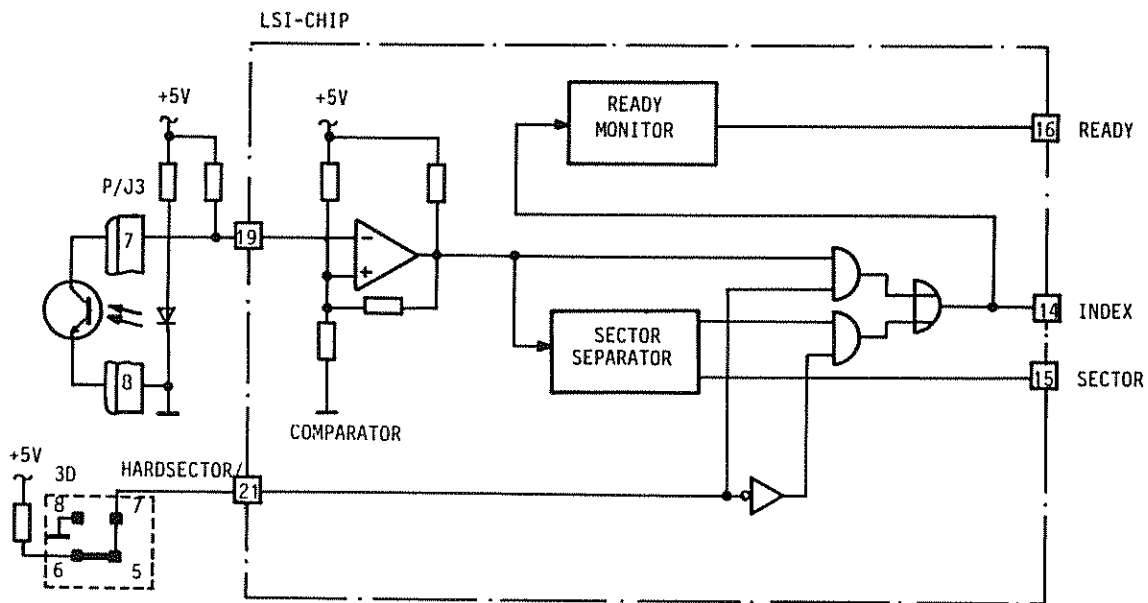 LSI-CHIP
+5V
+5V
READY
MONITOR
16 READY
P/J3
7
19
−
+
14 INDEX
SECTOR
SEPARATOR
8
15 SECTOR
COMPARATOR
+5V
3D
HARDSECTOR/
21
8
7
6
5